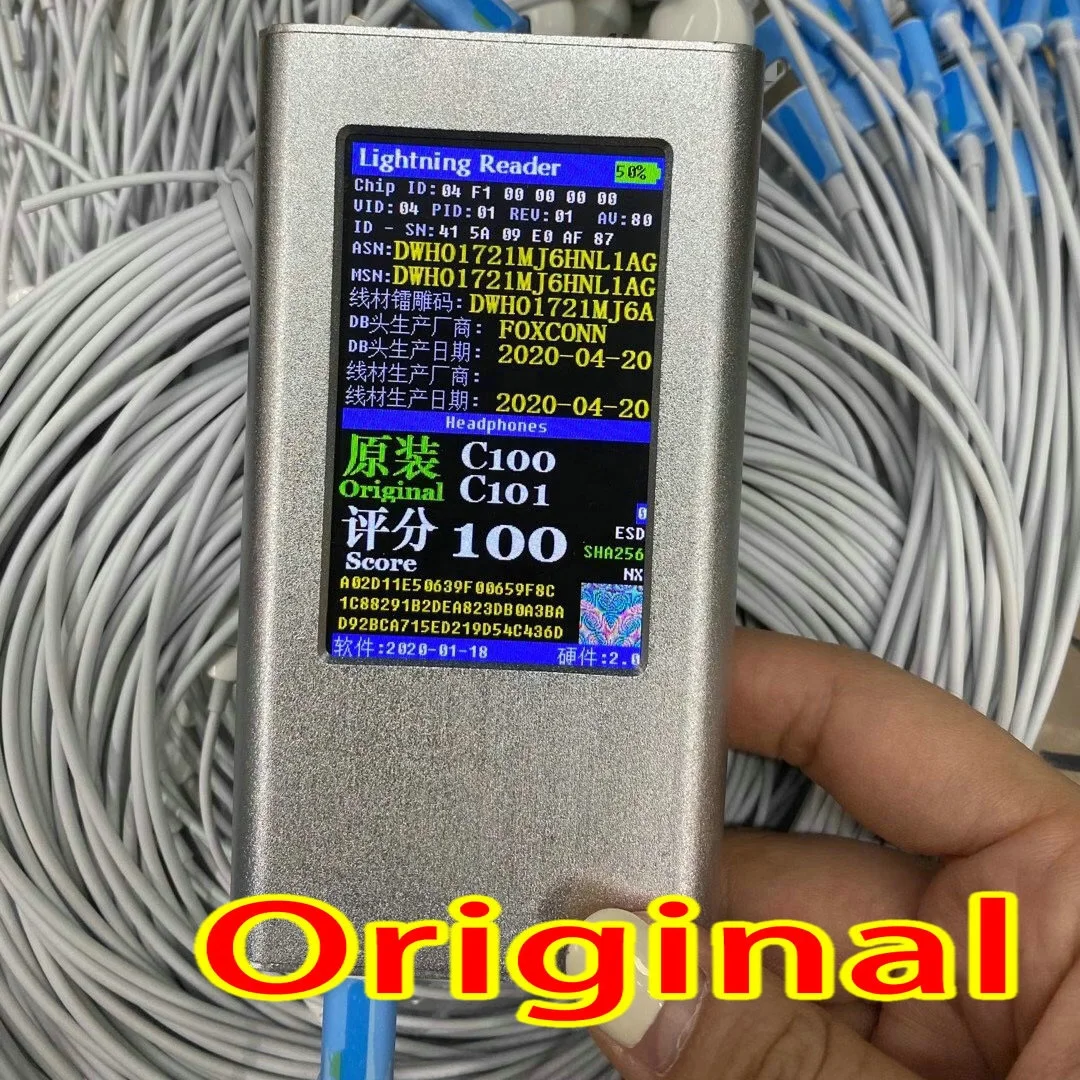 Lightning Reader 50%
Chip ID: 04 F1 00 00 00 00
VID:04 PID:01 REV:01 AV:80
ID - SN:41 5A 09 E0 AF 87
ASN:DWH01721MJ6HNL1AG
MSN:DWH01721MJ6HNL1AG
线材镭雕码:DWH01721MJ6A
DB头生产厂商: FOXCONN
DB头生产日期: 2020-04-20
线材生产厂商:
线材生产日期: 2020-04-20
Headphones
原装 C100
Original C101
0
ESD
评分 100 SHA256
Score NX
A02D11E50639F00659F8C
1C88291B2DEA823DB0A3BA
D92BCA715ED219D54C436D
软件:2020-01-18 硬件:2.0
Original